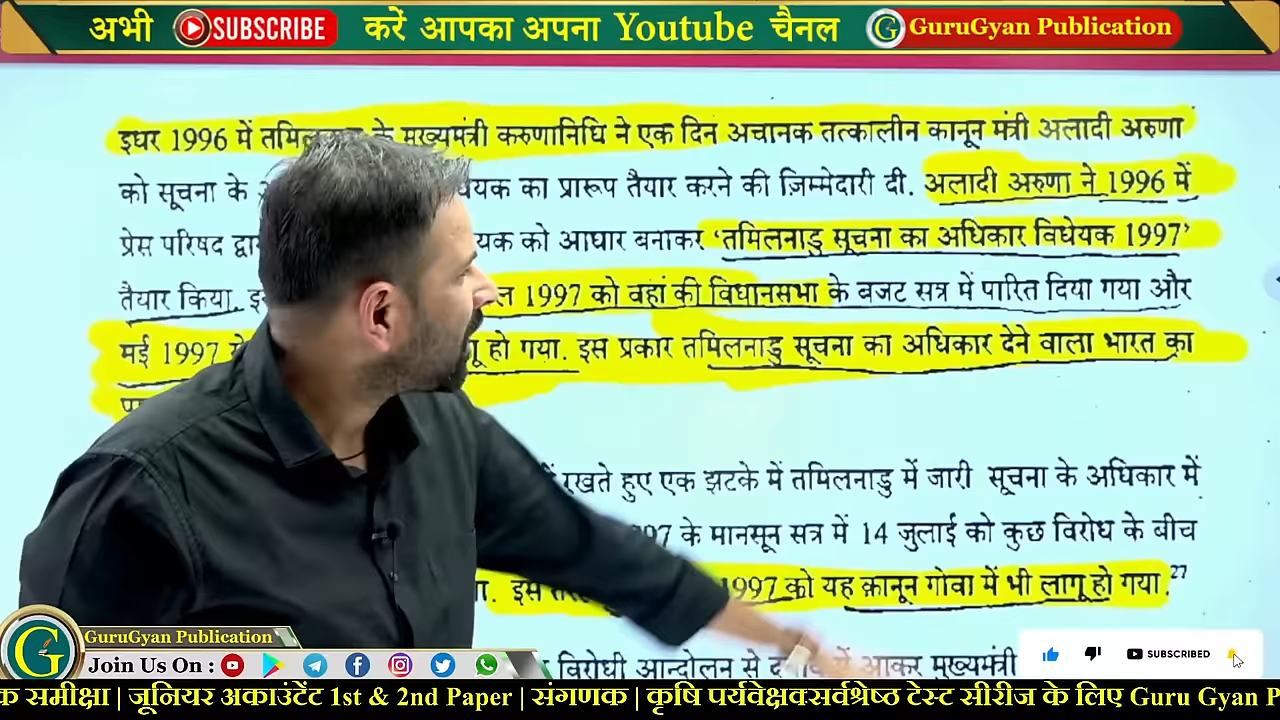 अभी SUBSCRIBE करें आपका अपना Youtube चैनल G GuruGyan Publication
इधर 1996 में के मुख्यमंत्री करुणानिधि ने एक दिन अचानक तत्कालीन कानून मंत्री अलादी अरुणा
को सूचना के का प्रारूप तैयार करने की ज़िम्मेदारी दी. अलादी अरुणा ने 1996 में
प्रेस परिषद को आधार बनाकर ‘तमिलनाडु सूचना का अधिकार विधेयक 1997’
तैयार किया. 1997 को वहां की विधानसभा के बजट सत्र में पारित दिया गया और
मई 1997 हो गया. इस प्रकार तमिलनाडु सूचना का अधिकार देने वाला भारत का
रखते हुए एक झटके में तमिलनाडु में जारी सूचना के अधिकार में
के मानसून सत्र में 14 जुलाई को कुछ विरोध के बीच
इस 1997 को यह क़ानून गोवा में भी लागू हो गया.27
विरोधी आन्दोलन से आकर मुख्यमंत्री
SUBSCRIBED
G GuruGyan Publication
Join Us On :
क समीक्षा | जूनियर अकाउंटेंट 1st & 2nd Paper | संगणक | कृषि पर्यवेक्षकसर्वश्रेष्ठ टेस्ट सीरीज के लिए Guru Gyan P